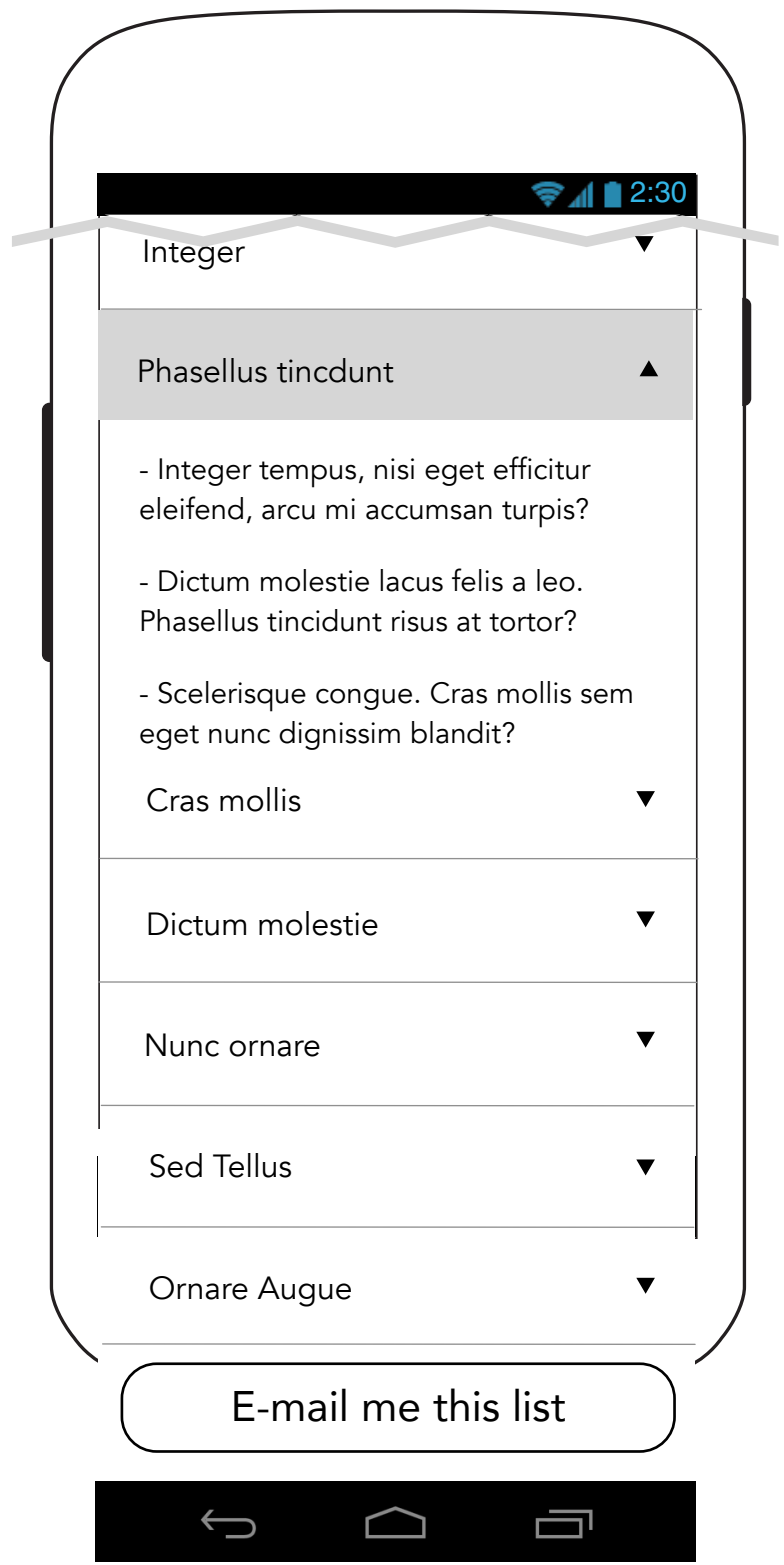 2:30
Integer
Phasellus tincdunt
- Integer tempus, nisi eget efficitur
eleifend, arcu mi accumsan turpis?
- Dictum molestie lacus felis a leo.
Phasellus tincidunt risus at tortor?
- Scelerisque congue. Cras mollis sem
eget nunc dignissim blandit?
Cras mollis
Dictum molestie
Nunc ornare
Sed Tellus
Ornare Augue
E-mail me this list